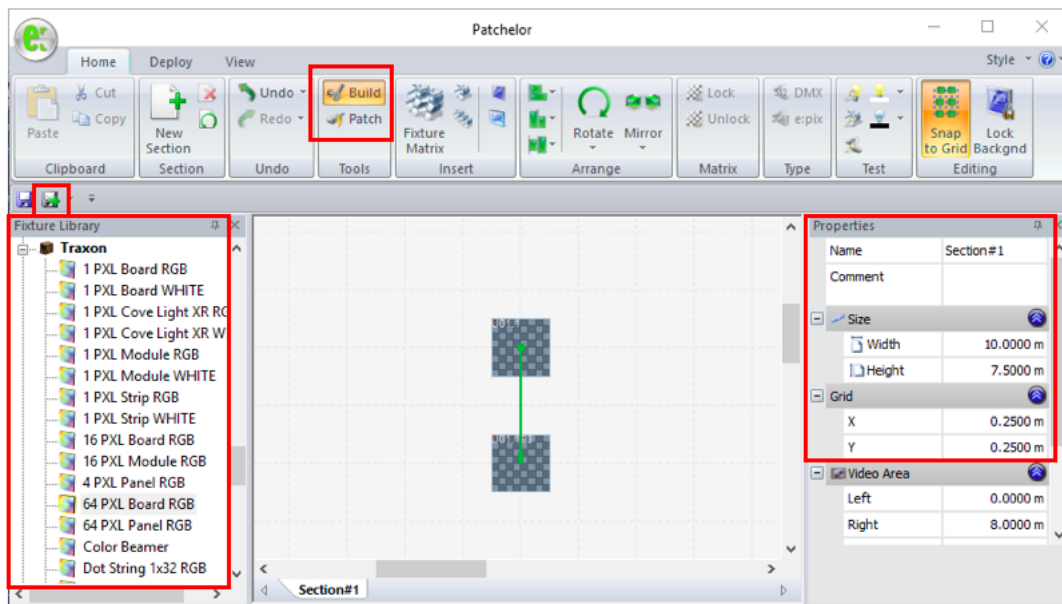 Patchelor
Home Deploy View Style
Paste Cut Copy
Clipboard
New Section
Section
Undo
Redo
Undo
Build
Patch
Tools
Fixture Matrix
Insert
Rotate Mirror
Arrange
Lock
Unlock
Matrix
DMX
e:pix
Type
Test
Snap to Grid Lock Backgnd
Editing
Fixture Library
Traxon
1 PXL Board RGB
1 PXL Board WHITE
1 PXL Cove Light XR RG
1 PXL Cove Light XR W
1 PXL Module RGB
1 PXL Module WHITE
1 PXL Strip RGB
1 PXL Strip WHITE
16 PXL Board RGB
16 PXL Module RGB
4 PXL Panel RGB
64 PXL Board RGB
64 PXL Panel RGB
Color Beamer
Dot String 1x32 RGB
Section#1
Properties
Name Section#1
Comment
Size
Width 10.0000 m
Height 7.5000 m
Grid
X 0.2500 m
Y 0.2500 m
Video Area
Left 0.0000 m
Right 8.0000 m